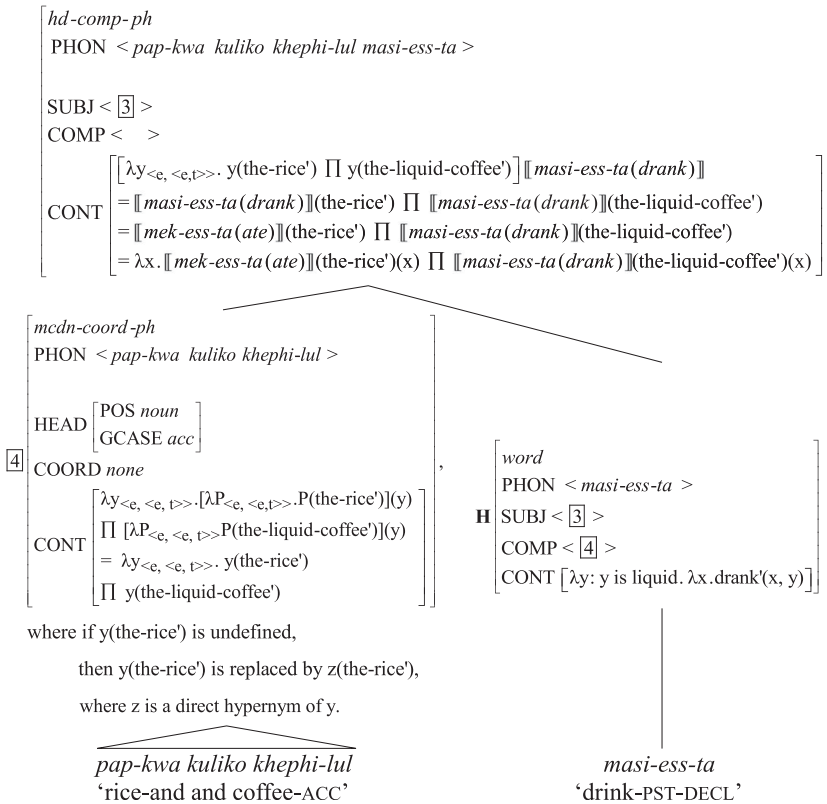 hd-comp-ph
PHON < pap-kwa kuliko khephi-lul masi-ess-ta >
SUBJ < 3 >
COMP < >
CONT
[λy<e, <e,t>>. y(the-rice') ∏ y(the-liquid-coffee')]⟦masi-ess-ta(drank)⟧
= ⟦masi-ess-ta(drank)⟧(the-rice') ∏ ⟦masi-ess-ta(drank)⟧(the-liquid-coffee')
= ⟦mek-ess-ta(ate)⟧(the-rice') ∏ ⟦masi-ess-ta(drank)⟧(the-liquid-coffee')
= λx.⟦mek-ess-ta(ate)⟧(the-rice')(x) ∏ ⟦masi-ess-ta(drank)⟧(the-liquid-coffee')(x)
4
mcdn-coord-ph
PHON < pap-kwa kuliko khephi-lul >
HEAD
POS noun
GCASE acc
COORD none
CONT
λy<e, <e, t>>.[λP<e, <e,t>>.P(the-rice')](y)
∏ [λP<e, <e, t>>P(the-liquid-coffee')](y)
= λy<e, <e, t>>. y(the-rice')
∏ y(the-liquid-coffee')
,
where if y(the-rice') is undefined,
then y(the-rice') is replaced by z(the-rice'),
where z is a direct hypernym of y.
pap-kwa kuliko khephi-lul
‘rice-and and coffee-ACC’
H
word
PHON < masi-ess-ta >
SUBJ < 3 >
COMP < 4 >
CONT [λy: y is liquid. λx.drank'(x, y)]
masi-ess-ta
‘drink-PST-DECL’